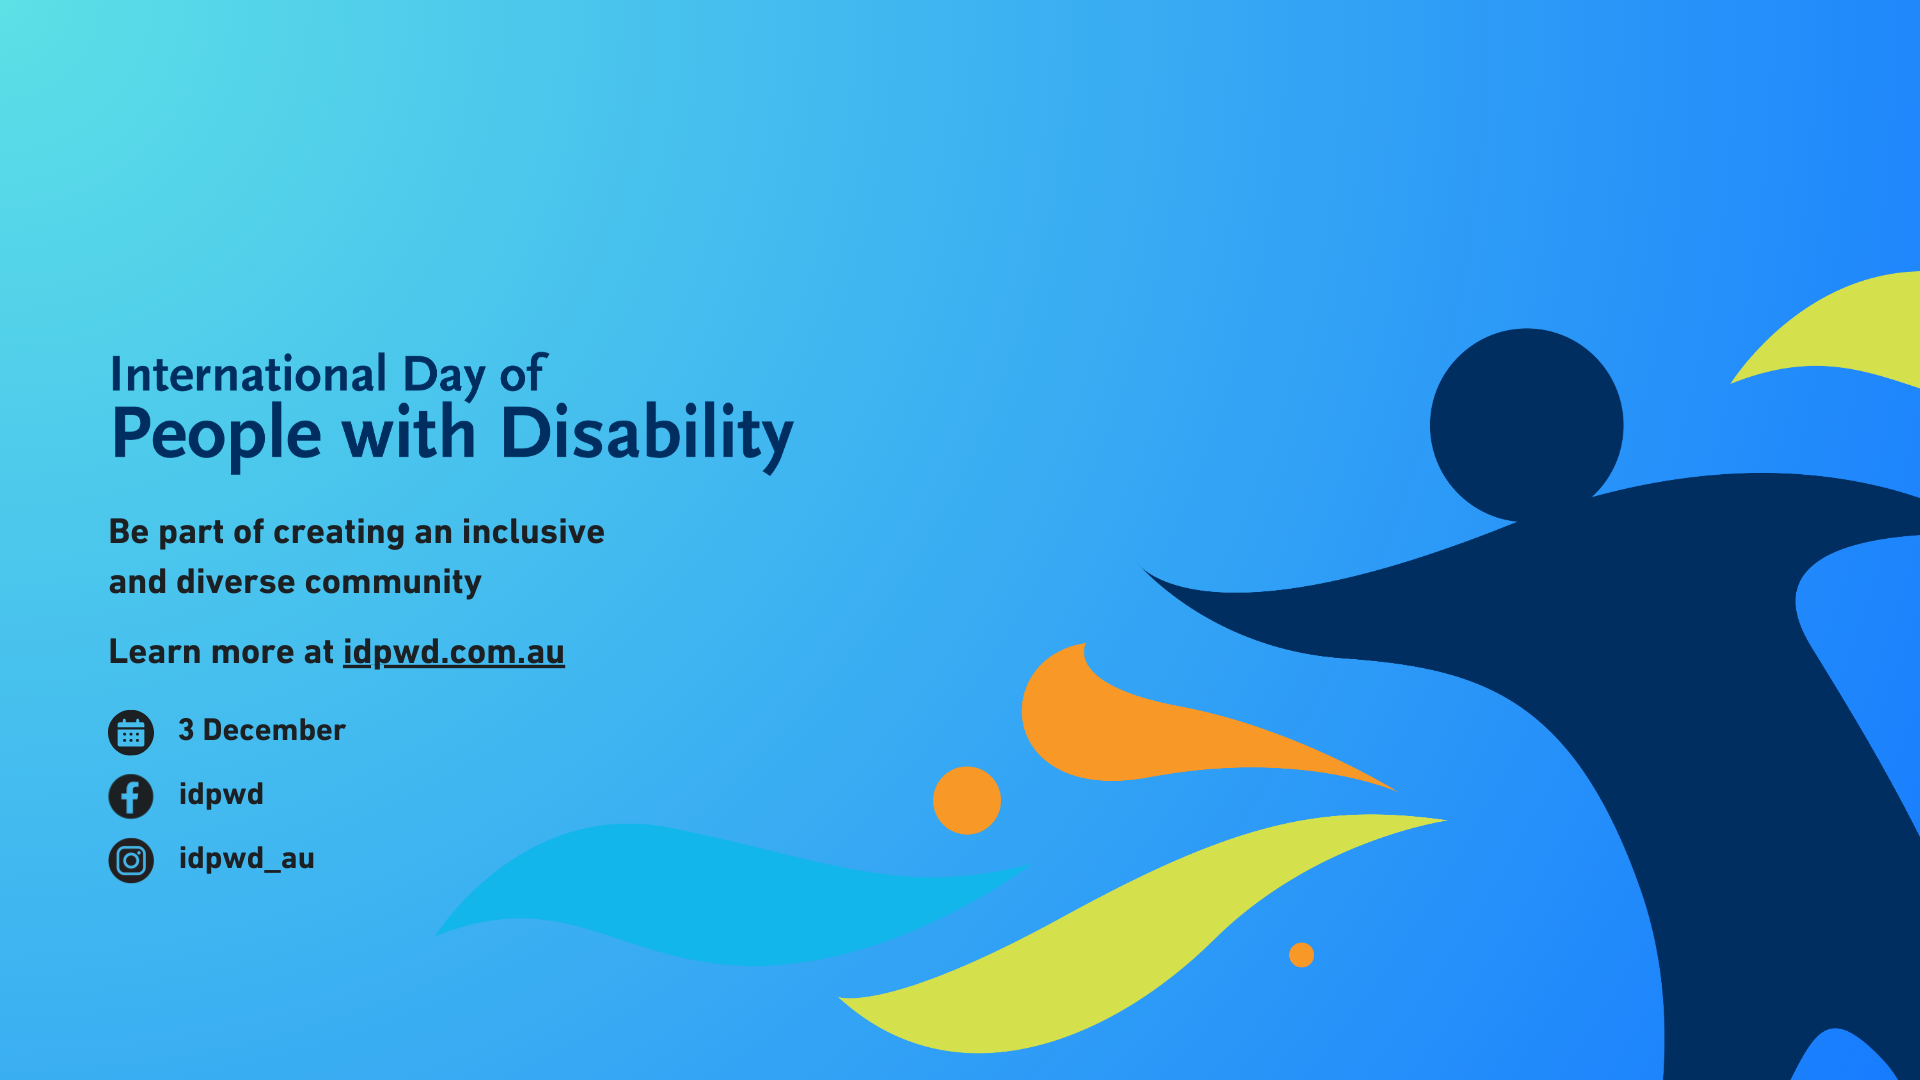 International Day of
People with Disability
Be part of creating an inclusive
and diverse community
Learn more at idpwd.com.au
3 December
idpwd
idpwd_au